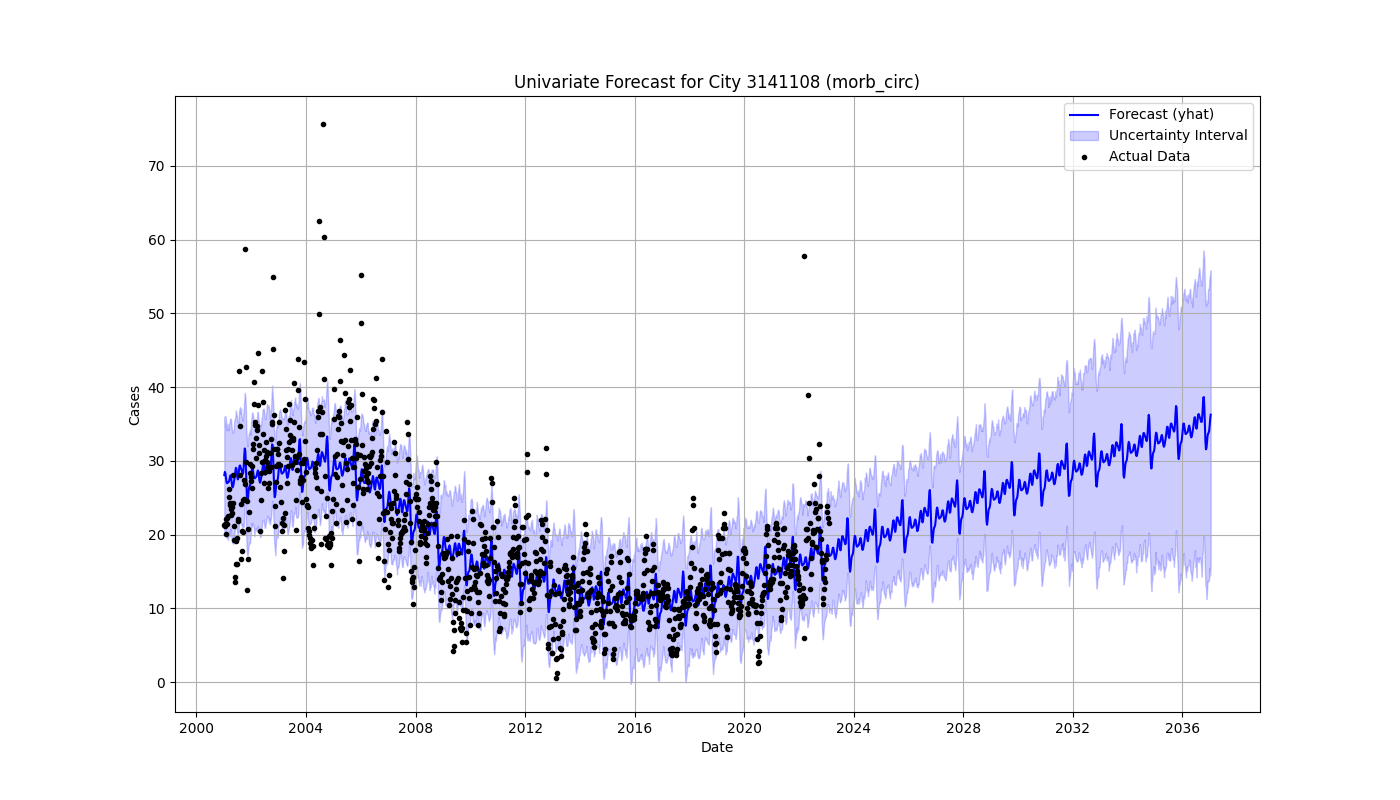 Univariate Forecast for City 3141108 (morb_circ)
Forecast (yhat)
Uncertainty Interval
Actual Data
Cases
70
60
50
40
30
20
10
0
2000 2004 2008 2012 2016 2020 2024 2028 2032 2036
Date